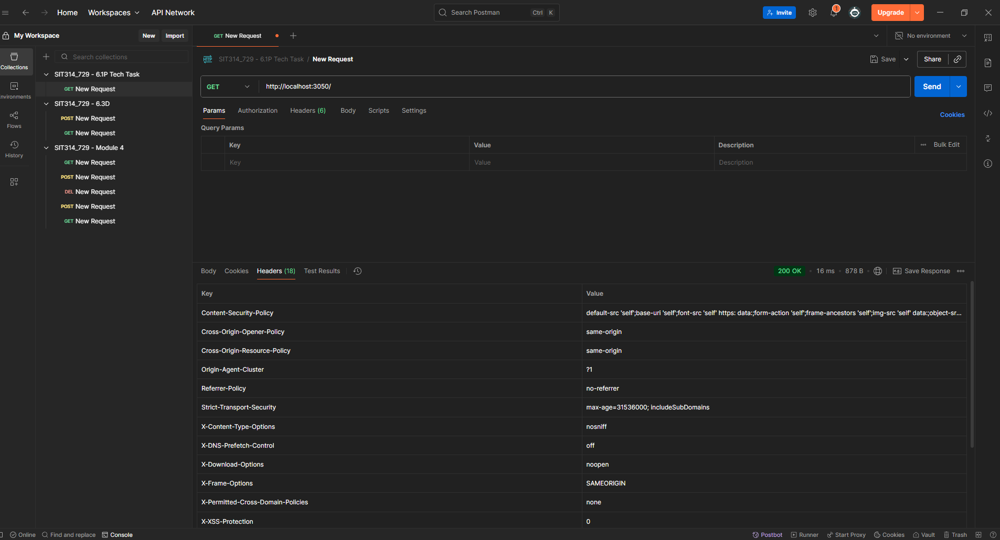 Home Workspaces API Network Search Postman Ctrl K Invite 1 Upgrade
My Workspace New Import GET New Request No environment
Collections
Search collections
SIT314_729 - 6.1P Tech Task
GET New Request
SIT314_729 - 6.3D
POST New Request
GET New Request
SIT314_729 - Module 4
GET New Request
POST New Request
DEL New Request
POST New Request
GET New Request
nvironments
Flows
History
HTTP SIT314_729 - 6.1P Tech Task / New Request Save Share
GET http://localhost:3050/ Send
Params Authorization Headers (6) Body Scripts Settings Cookies
Query Params
Key Value Description Bulk Edit
Key Value Description
Body Cookies Headers (18) Test Results 200 OK 16 ms 878 B e.g. Save Response
Key Value
Content-Security-Policy default-src 'self';base-uri 'self';font-src 'self' https: data:;form-action 'self';frame-ancestors 'self';img-src 'self' data:;object-sr...
Cross-Origin-Opener-Policy same-origin
Cross-Origin-Resource-Policy same-origin
Origin-Agent-Cluster ?1
Referrer-Policy no-referrer
Strict-Transport-Security max-age=31536000; includeSubDomains
X-Content-Type-Options nosniff
X-DNS-Prefetch-Control off
X-Download-Options noopen
X-Frame-Options SAMEORIGIN
X-Permitted-Cross-Domain-Policies none
X-XSS-Protection 0
Online Find and replace Console Postbot Runner Start Proxy Cookies Vault Trash